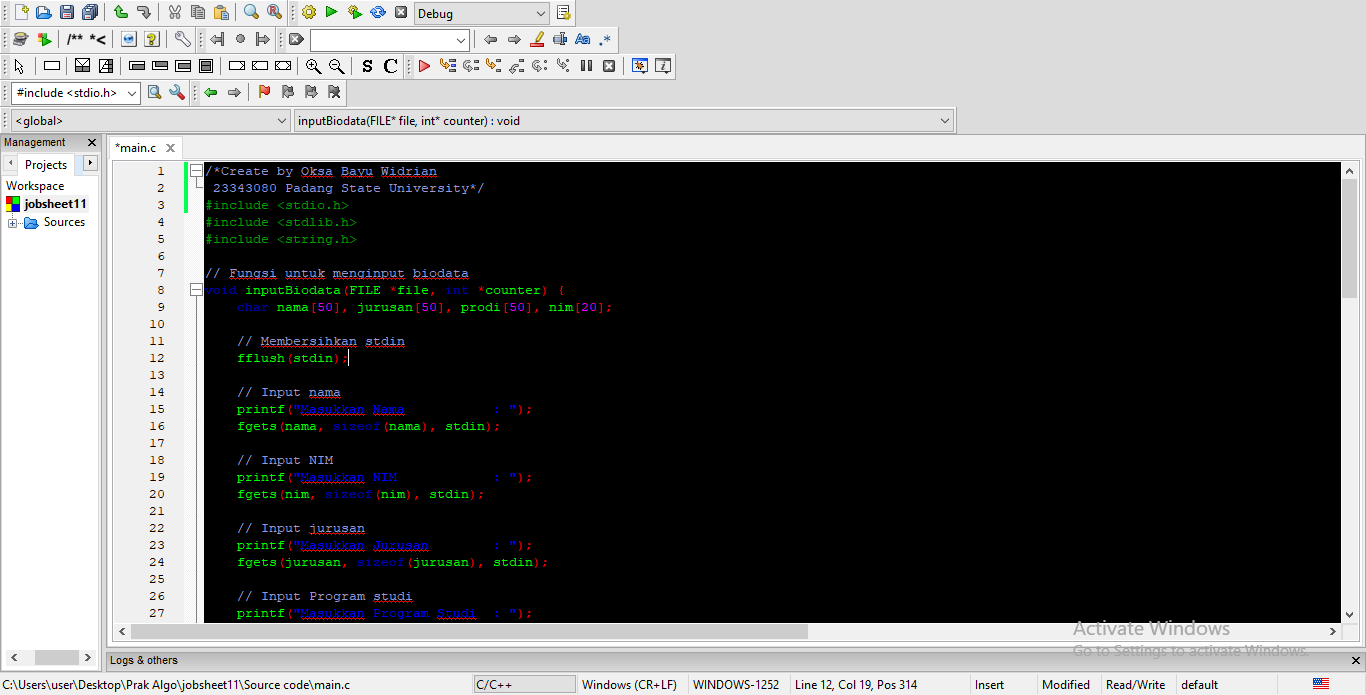 Debug
/** *<
Aa .*
S C
#include <stdio.h>
<global>
inputBiodata(FILE* file, int* counter) : void
Management
*main.c
Projects
Workspace
jobsheet11
Sources
1 /*Create by Oksa Bayu Widrian
2 23343080 Padang State University*/
3 #include <stdio.h>
4 #include <stdlib.h>
5 #include <string.h>
6
7 // Fungsi untuk menginput biodata
8 void inputBiodata(FILE *file, int *counter) {
9 char nama[50], jurusan[50], prodi[50], nim[20];
10
11 // Membersihkan stdin
12 fflush(stdin);
13
14 // Input nama
15 printf("Masukkan Nama : ");
16 fgets(nama, sizeof(nama), stdin);
17
18 // Input NIM
19 printf("Masukkan NIM : ");
20 fgets(nim, sizeof(nim), stdin);
21
22 // Input jurusan
23 printf("Masukkan Jurusan : ");
24 fgets(jurusan, sizeof(jurusan), stdin);
25
26 // Input Program studi
27 printf("Masukkan Program Studi : ");
Activate Windows
Go to Settings to activate Windows.
Logs & others
C:\Users\user\Desktop\Prak Algo\jobsheet11\Source code\main.c C/C++ Windows (CR+LF) WINDOWS-1252 Line 12, Col 19, Pos 314 Insert Modified Read/Write default